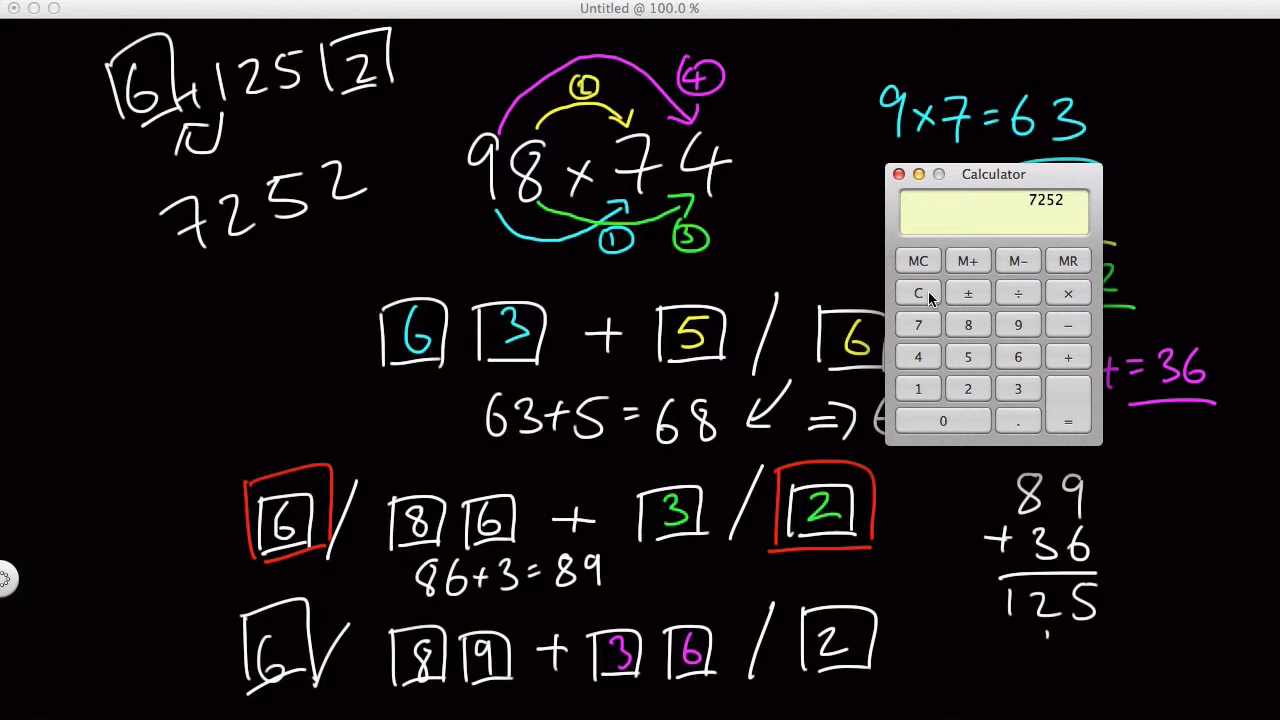 Untitled @ 100.0 %
6 + 125 2
7252
2 4
98 × 74
1 3
9×7=63
Calculator
7252
MC M+ M- MR
C ± ÷ ×
7 8 9 −
4 5 6 +
1 2 3
0 . =
2
= 36
6 3 + 5 / 6
63+5=68 ⇒
6 / 8 6 + 3 / 2
86+3=89
6 / 8 9 + 3 6 / 2
89
+ 36
125
1